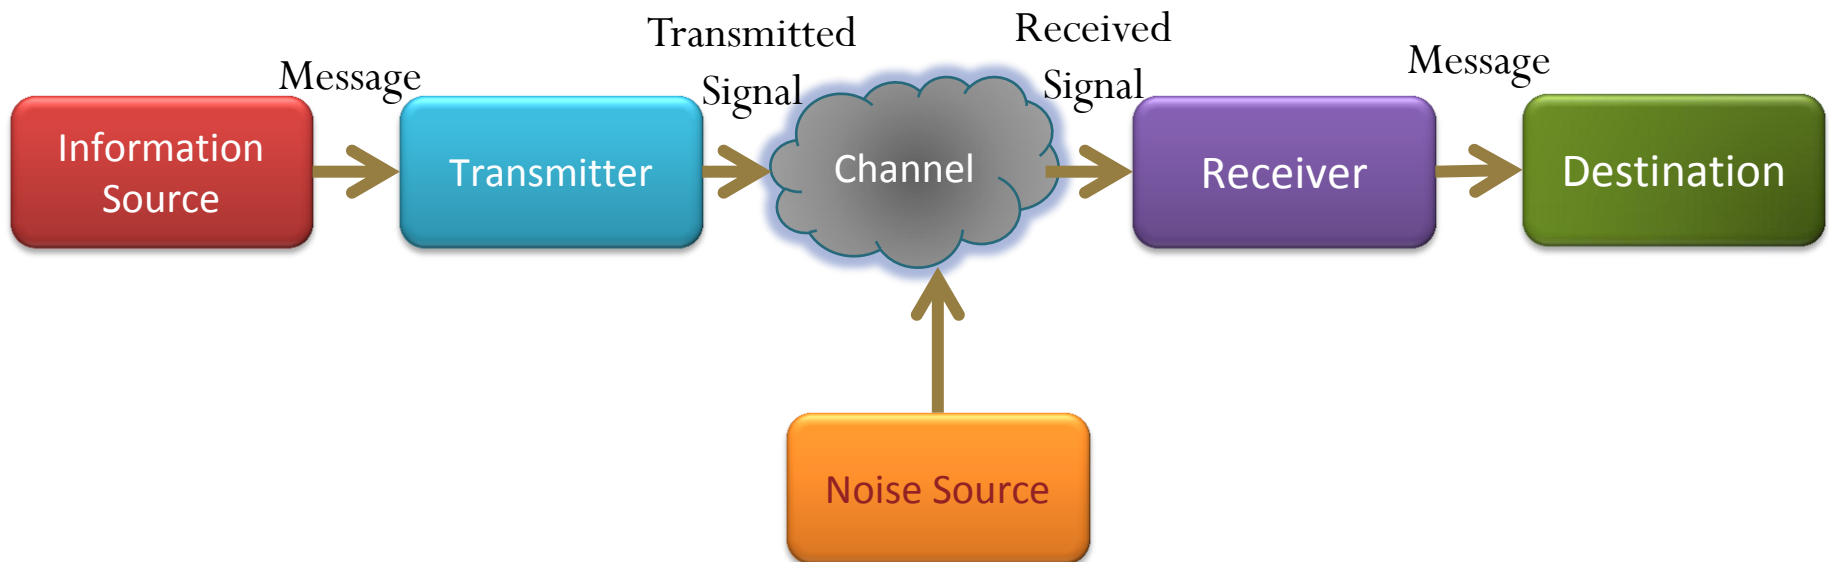 Message
Transmitted
Signal
Received
Signal
Message
Information
Source
Transmitter
Channel
Receiver
Destination
Noise Source